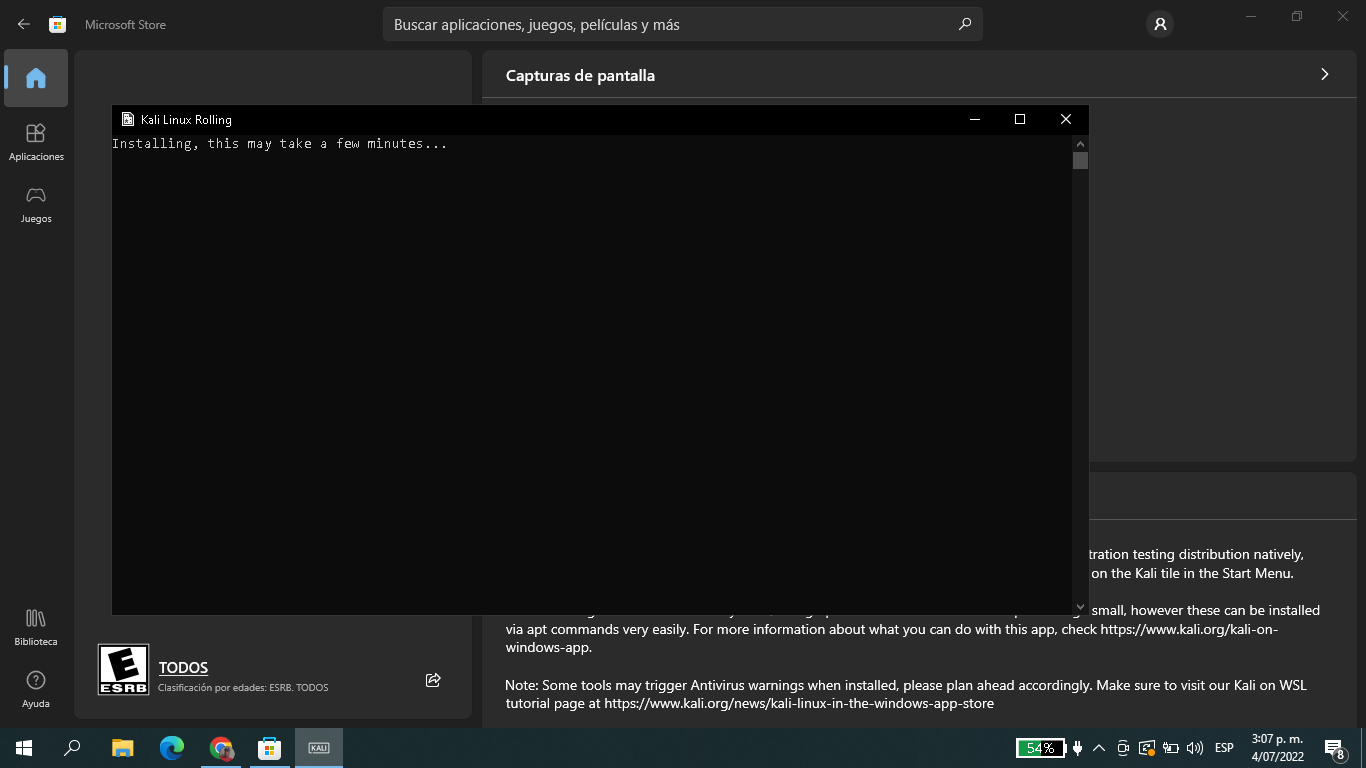 Microsoft Store
Buscar aplicaciones, juegos, películas y más
Capturas de pantalla
Kali Linux Rolling
Installing, this may take a few minutes...
Aplicaciones
Juegos
tration testing distribution natively,
on the Kali tile in the Start Menu.
small, however these can be installed
via apt commands very easily. For more information about what you can do with this app, check https://www.kali.org/kali-on-
windows-app.
Note: Some tools may trigger Antivirus warnings when installed, please plan ahead accordingly. Make sure to visit our Kali on WSL
tutorial page at https://www.kali.org/news/kali-linux-in-the-windows-app-store
Biblioteca
Ayuda
E
ESRB
TODOS
Clasificación por edades: ESRB. TODOS
KALI
54%
ESP
3:07 p. m.
4/07/2022
8